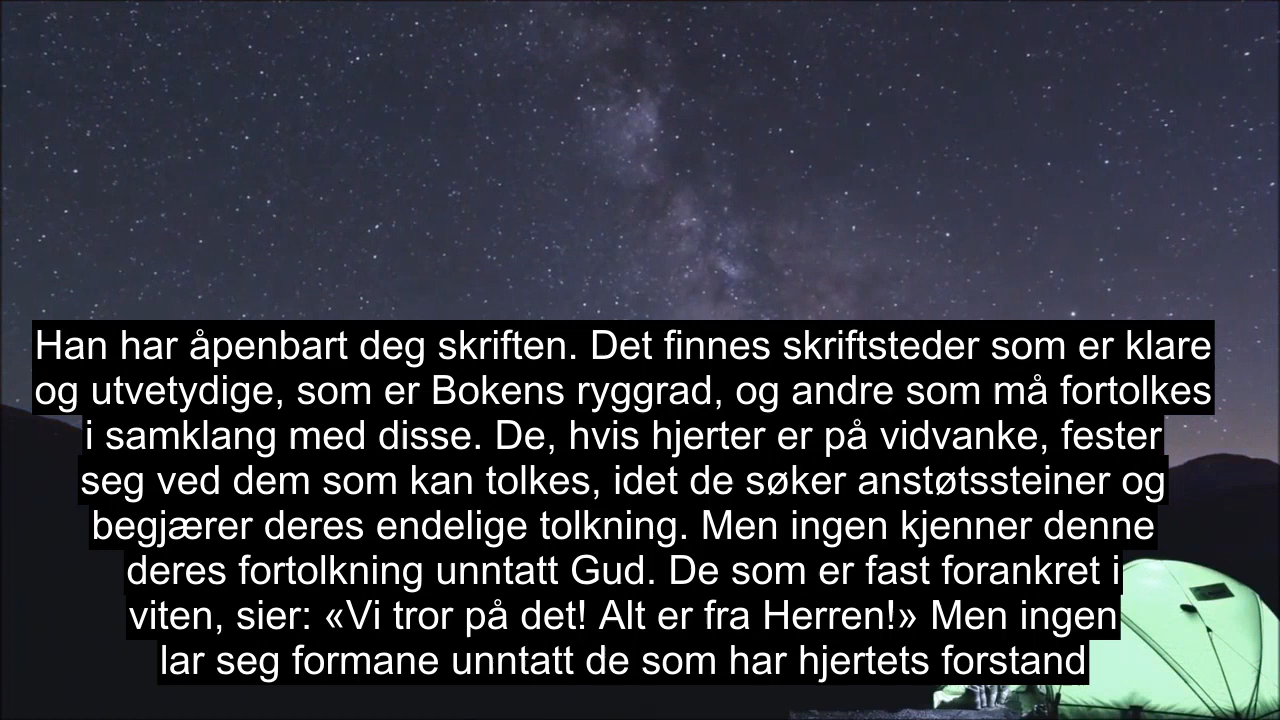 Han har åpenbart deg skriften. Det finnes skriftsteder som er klare
og utvetydige, som er Bokens ryggrad, og andre som må fortolkes
i samklang med disse. De, hvis hjerter er på vidvanke, fester
seg ved dem som kan tolkes, idet de søker anstøtssteiner og
begjærer deres endelige tolkning. Men ingen kjenner denne
deres fortolkning unntatt Gud. De som er fast forankret i
viten, sier: «Vi tror på det! Alt er fra Herren!» Men ingen
lar seg formane unntatt de som har hjertets forstand